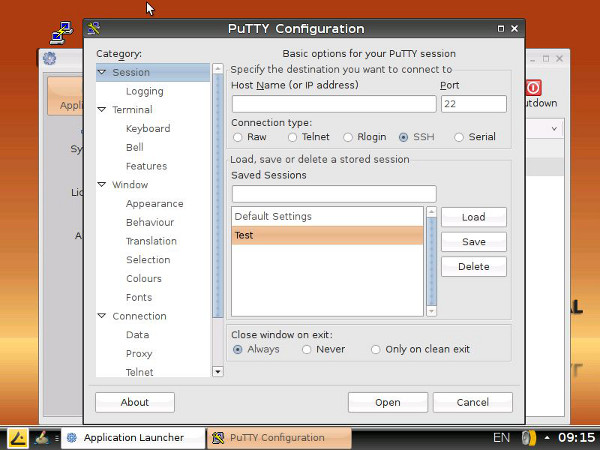 PuTTY Configuration
Category:
Session
Logging
Terminal
Keyboard
Bell
Features
Window
Appearance
Behaviour
Translation
Selection
Colours
Fonts
Connection
Data
Proxy
Telnet
Basic options for your PuTTY session
Specify the destination you want to connect to
Host Name (or IP address)
Port
22
Connection type:
Raw
Telnet
Rlogin
SSH
Serial
Load, save or delete a stored session
Saved Sessions
Default Settings
Test
Load
Save
Delete
Close window on exit:
Always
Never
Only on clean exit
About
Open
Cancel
Appli
Sy
Lic
A
utdown
AL
Application Launcher
PuTTY Configuration
EN
09:15